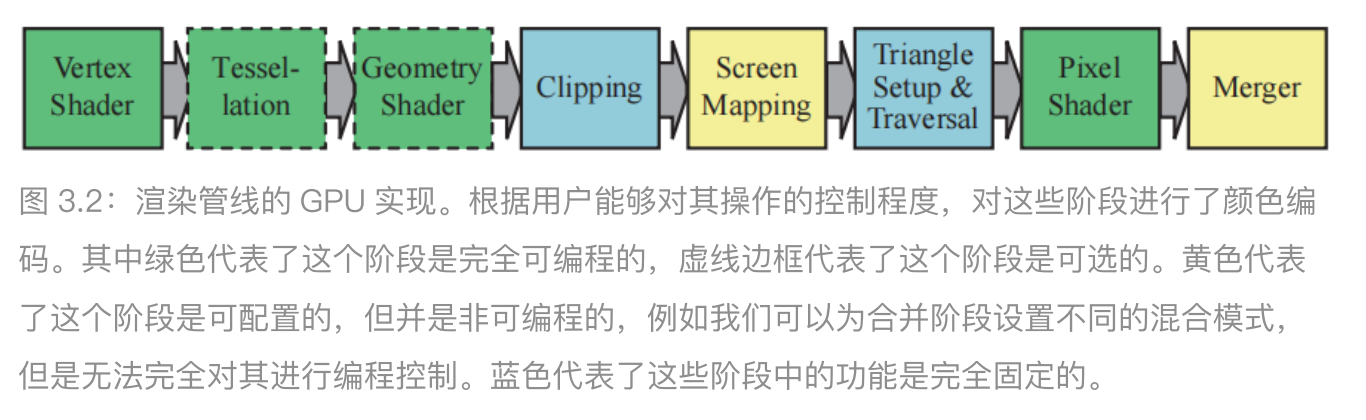 Vertex
Shader
Tessel-
lation
Geometry
Shader
Clipping
Screen
Mapping
Triangle
Setup &
Traversal
Pixel
Shader
Merger
图 3.2：渲染管线的 GPU 实现。根据用户能够对其操作的控制程度，对这些阶段进行了颜色编
码。其中绿色代表了这个阶段是完全可编程的，虚线边框代表了这个阶段是可选的。黄色代表
了这个阶段是可配置的，但并是非可编程的，例如我们可以为合并阶段设置不同的混合模式，
但是无法完全对其进行编程控制。蓝色代表了这些阶段中的功能是完全固定的。